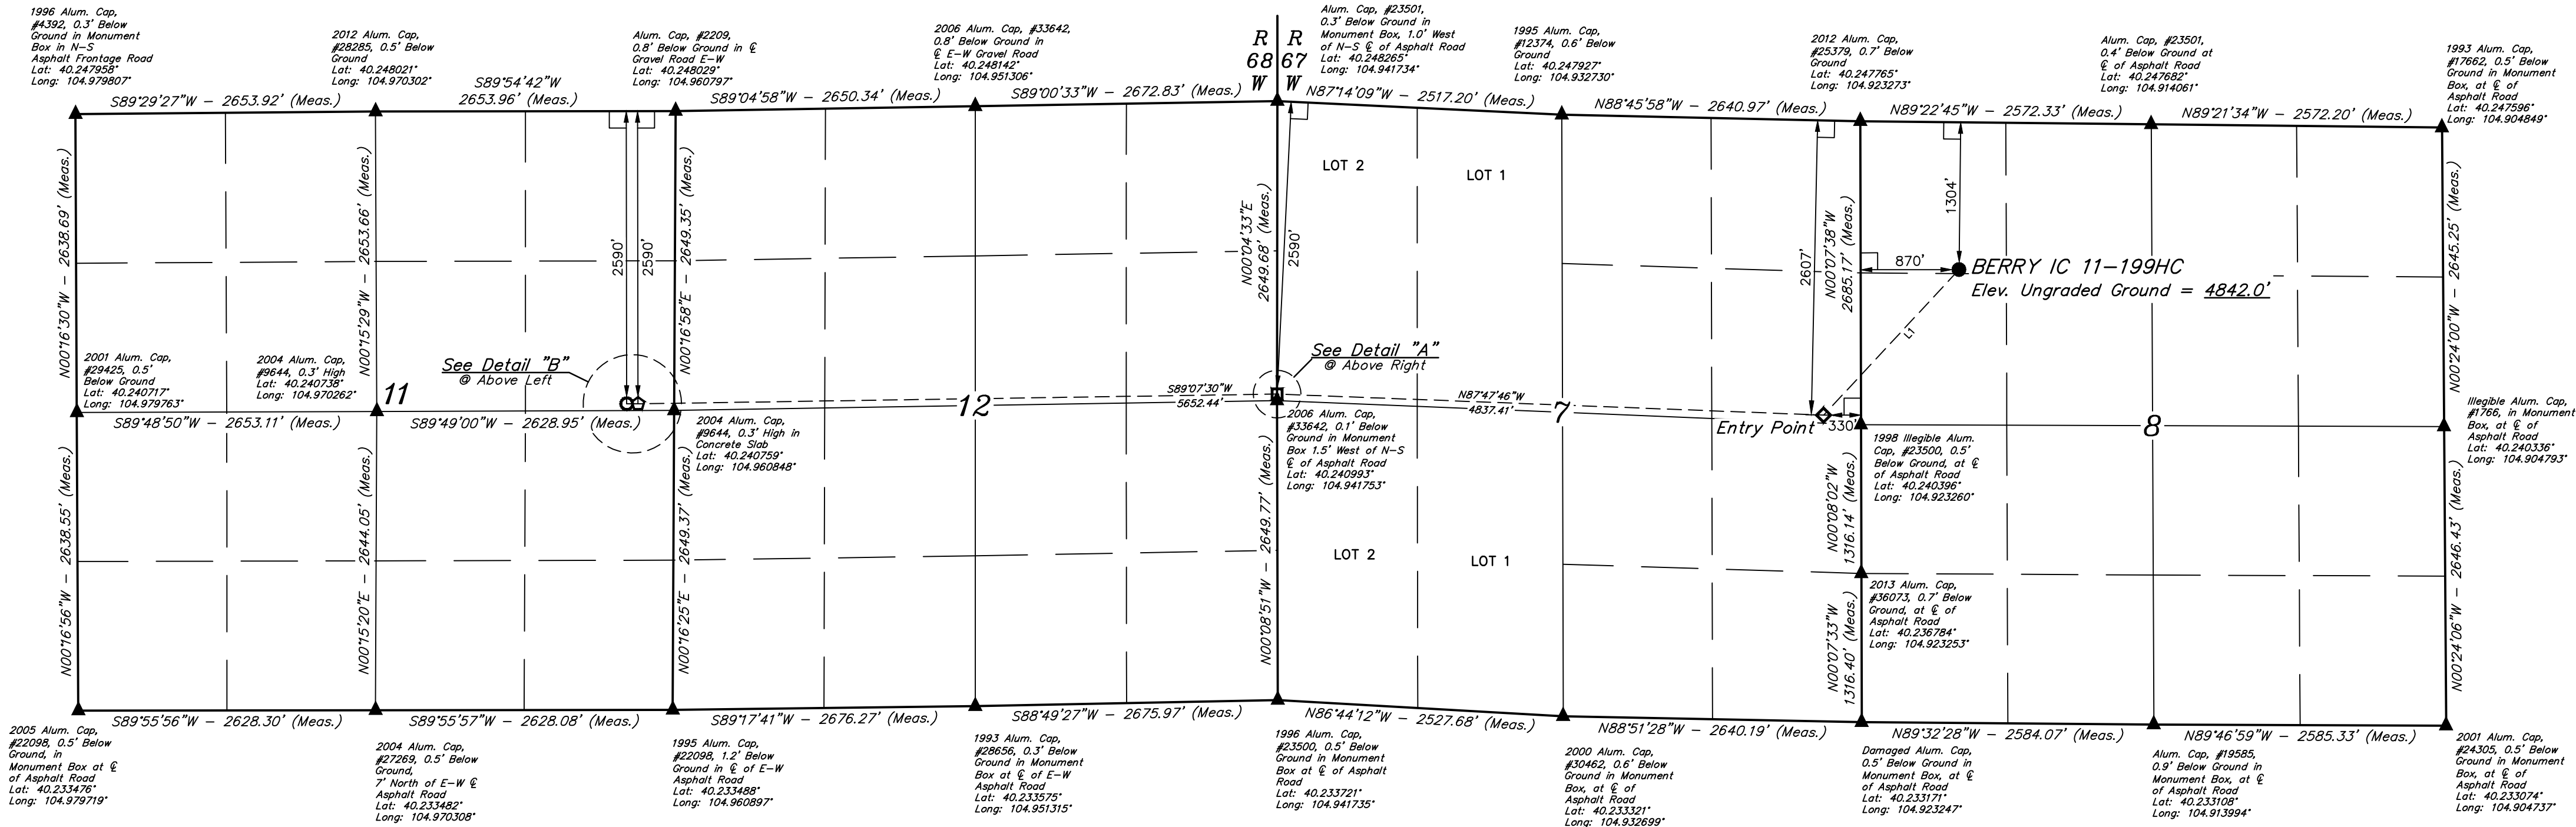 1996 Alum. Cap,
#4392, 0.3' Below
Ground in Monument
Box in N-S
Asphalt Frontage Road
Lat: 40.247958°
Long: 104.979807°
2012 Alum. Cap,
#28285, 0.5' Below
Ground
Lat: 40.248021°
Long: 104.970302°
Alum. Cap, #2209,
0.8' Below Ground in ℄
Gravel Road E-W
Lat: 40.248029°
Long: 104.960797°
2006 Alum. Cap, #33642,
0.8' Below Ground in
℄ E-W Gravel Road
Lat: 40.248142°
Long: 104.951306°
R R
68 67
W W
Alum. Cap, #23501,
0.3' Below Ground in
Monument Box, 1.0' West
of N-S ℄ of Asphalt Road
Lat: 40.248265°
Long: 104.941734°
1995 Alum. Cap,
#12374, 0.6' Below
Ground
Lat: 40.247927°
Long: 104.932730°
2012 Alum. Cap,
#25379, 0.7' Below
Ground
Lat: 40.247765°
Long: 104.923273°
Alum. Cap, #23501,
0.4' Below Ground at
℄ of Asphalt Road
Lat: 40.247682°
Long: 104.914061°
1993 Alum. Cap,
#17662, 0.5' Below
Ground in Monument
Box, at ℄ of
Asphalt Road
Lat: 40.247596°
Long: 104.904849°
S89°29'27"W - 2653.92' (Meas.)
S89°54'42"W
2653.96' (Meas.)
S89°04'58"W - 2650.34' (Meas.)
S89°00'33"W - 2672.83' (Meas.)
N87°14'09"W - 2517.20' (Meas.)
N88°45'58"W - 2640.97' (Meas.)
N89°22'45"W - 2572.33' (Meas.)
N89°21'34"W - 2572.20' (Meas.)
N00°16'30"W - 2638.69' (Meas.)
N00°15'29"W - 2653.66' (Meas.)
2590'
2590'
N00°16'58"E - 2649.35' (Meas.)
N00°04'33"E
2649.68' (Meas.)
2590'
LOT 2
LOT 1
2607'
N00°07'38"W
2685.17' (Meas.)
1304'
870'
BERRY IC 11-199HC
Elev. Ungraded Ground = 4842.0'
L1
N00°24'00"W - 2645.25' (Meas.)
2001 Alum. Cap,
#29425, 0.5'
Below Ground
Lat: 40.240717°
Long: 104.979763°
2004 Alum. Cap,
#9644, 0.3' High
Lat: 40.240738°
Long: 104.970262°
11
See Detail "B"
@ Above Left
12
S89°07'30"W
5652.44'
See Detail "A"
@ Above Right
N87°47'46"W
4837.41'
7
Entry Point
330'
8
S89°48'50"W - 2653.11' (Meas.)
S89°49'00"W - 2628.95' (Meas.)
2004 Alum. Cap,
#9644, 0.3' High in
Concrete Slab
Lat: 40.240759°
Long: 104.960848°
2006 Alum. Cap,
#33642, 0.1' Below
Ground in Monument
Box 1.5' West of N-S
℄ of Asphalt Road
Lat: 40.240993°
Long: 104.941753°
1998 Illegible Alum.
Cap, #23500, 0.5'
Below Ground, at ℄
of Asphalt Road
Lat: 40.240396°
Long: 104.923260°
Illegible Alum. Cap,
#1766, in Monument
Box, at ℄ of
Asphalt Road
Lat: 40.240336°
Long: 104.904793°
N00°16'56"W - 2638.55' (Meas.)
N00°15'20"E - 2644.05' (Meas.)
N00°16'25"E - 2649.37' (Meas.)
N00°08'51"W - 2649.77' (Meas.)
LOT 2
LOT 1
N00°08'02"W
1316.14' (Meas.)
2013 Alum. Cap,
#36073, 0.7' Below
Ground, at ℄ of
Asphalt Road
Lat: 40.236784°
Long: 104.923253°
N00°07'33"W
1316.40' (Meas.)
N00°24'06"W - 2646.43' (Meas.)
S89°55'56"W - 2628.30' (Meas.)
S89°55'57"W - 2628.08' (Meas.)
S89°17'41"W - 2676.27' (Meas.)
S88°49'27"W - 2675.97' (Meas.)
N86°44'12"W - 2527.68' (Meas.)
N88°51'28"W - 2640.19' (Meas.)
N89°32'28"W - 2584.07' (Meas.)
N89°46'59"W - 2585.33' (Meas.)
2005 Alum. Cap,
#22098, 0.5' Below
Ground, in
Monument Box at ℄
of Asphalt Road
Lat: 40.233476°
Long: 104.979719°
2004 Alum. Cap,
#27269, 0.5' Below
Ground,
7' North of E-W ℄
Asphalt Road
Lat: 40.233482°
Long: 104.970308°
1995 Alum. Cap,
#22098, 1.2' Below
Ground in ℄ of E-W
Asphalt Road
Lat: 40.233488°
Long: 104.960897°
1993 Alum. Cap,
#28656, 0.3' Below
Ground in Monument
Box at ℄ of E-W
Asphalt Road
Lat: 40.233575°
Long: 104.951315°
1996 Alum. Cap,
#23500, 0.5' Below
Ground in Monument
Box at ℄ of Asphalt
Road
Lat: 40.233721°
Long: 104.941735°
2000 Alum. Cap,
#30462, 0.6' Below
Ground in Monument
Box, at ℄ of
Asphalt Road
Lat: 40.233321°
Long: 104.932699°
Damaged Alum. Cap,
0.5' Below Ground in
Monument Box, at ℄
of Asphalt Road
Lat: 40.233171°
Long: 104.923247°
Alum. Cap, #19585,
0.9' Below Ground in
Monument Box, at ℄
of Asphalt Road
Lat: 40.233108°
Long: 104.913994°
2001 Alum. Cap,
#24305, 0.5' Below
Ground in Monument
Box, at ℄ of
Asphalt Road
Lat: 40.233074°
Long: 104.904737°